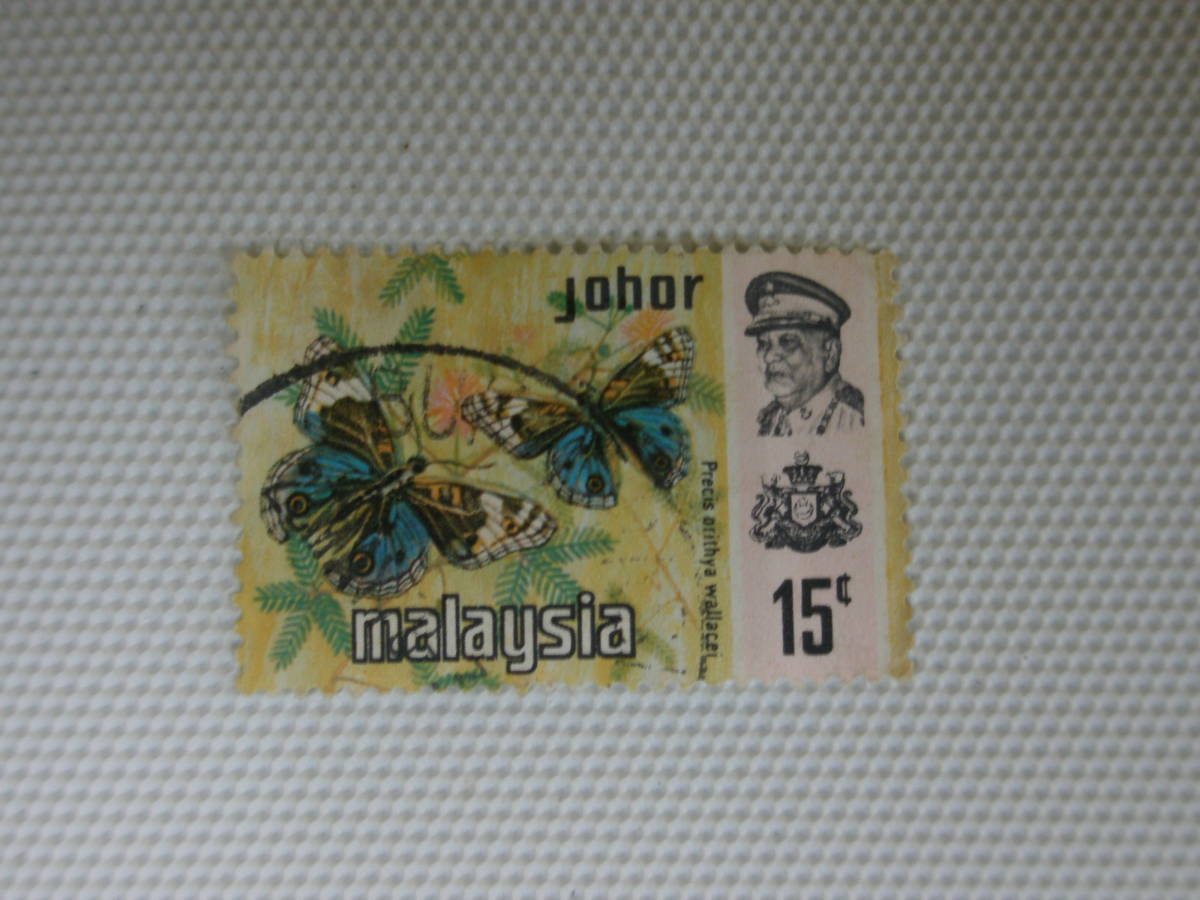 johor
malaysia
Precis orithya wallacei
15¢